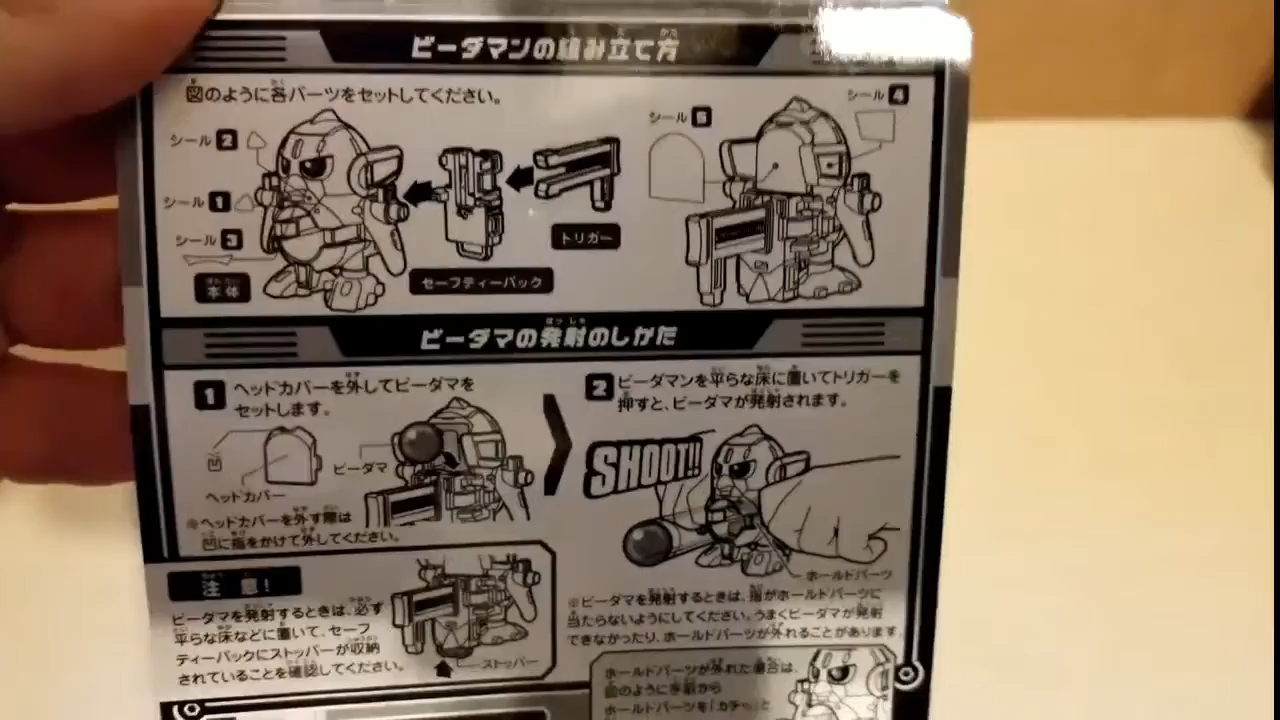 ビーダマンの組み立て方
図のように各パーツをセットしてください。
シール 2
シール 1
シール 3
本体
セーフティーパック
トリガー
シール 5
シール 4
ビーダマの発射のしかた
1 ヘッドカバーを外してビーダマを
セットします。
ビーダマ
ヘッドカバー
※ヘッドカバーを外す際は
凹に指をかけて外してください。
2 ビーダマンを平らな床に置いてトリガーを
押すと、ビーダマが発射されます。
SHOOT!!
ホールドパーツ
※ビーダマを発射するときは、指がホールドパーツに
当たらないようにしてください。うまくビーダマが発射
できなかったり、ホールドパーツが外れることがあります。
注意!
ビーダマを発射するときは、必ず
平らな床などに置いて、セーフ
ティーパックにストッパーが収納
されていることを確認してください。
ストッパー
ホールドパーツが外れた場合は、
図のように手前から
ホールドパーツを「カチッ」と